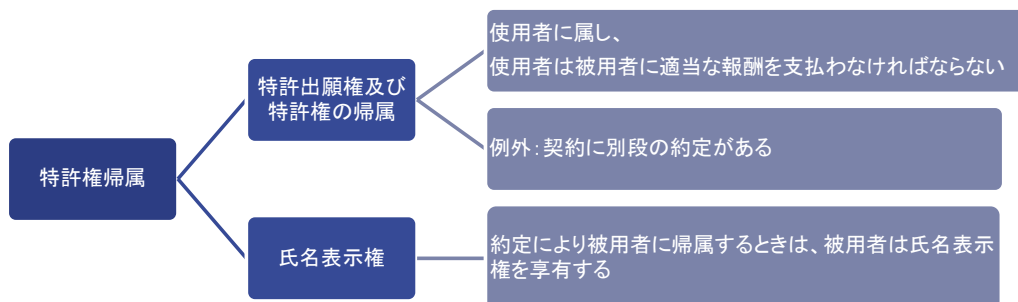 特許権帰属
特許出願権及び
特許権の帰属
使用者に属し、
使用者は被用者に適当な報酬を支払わなければならない
例外：契約に別段の約定がある
氏名表示権
約定により被用者に帰属するときは、被用者は氏名表示
権を享有する